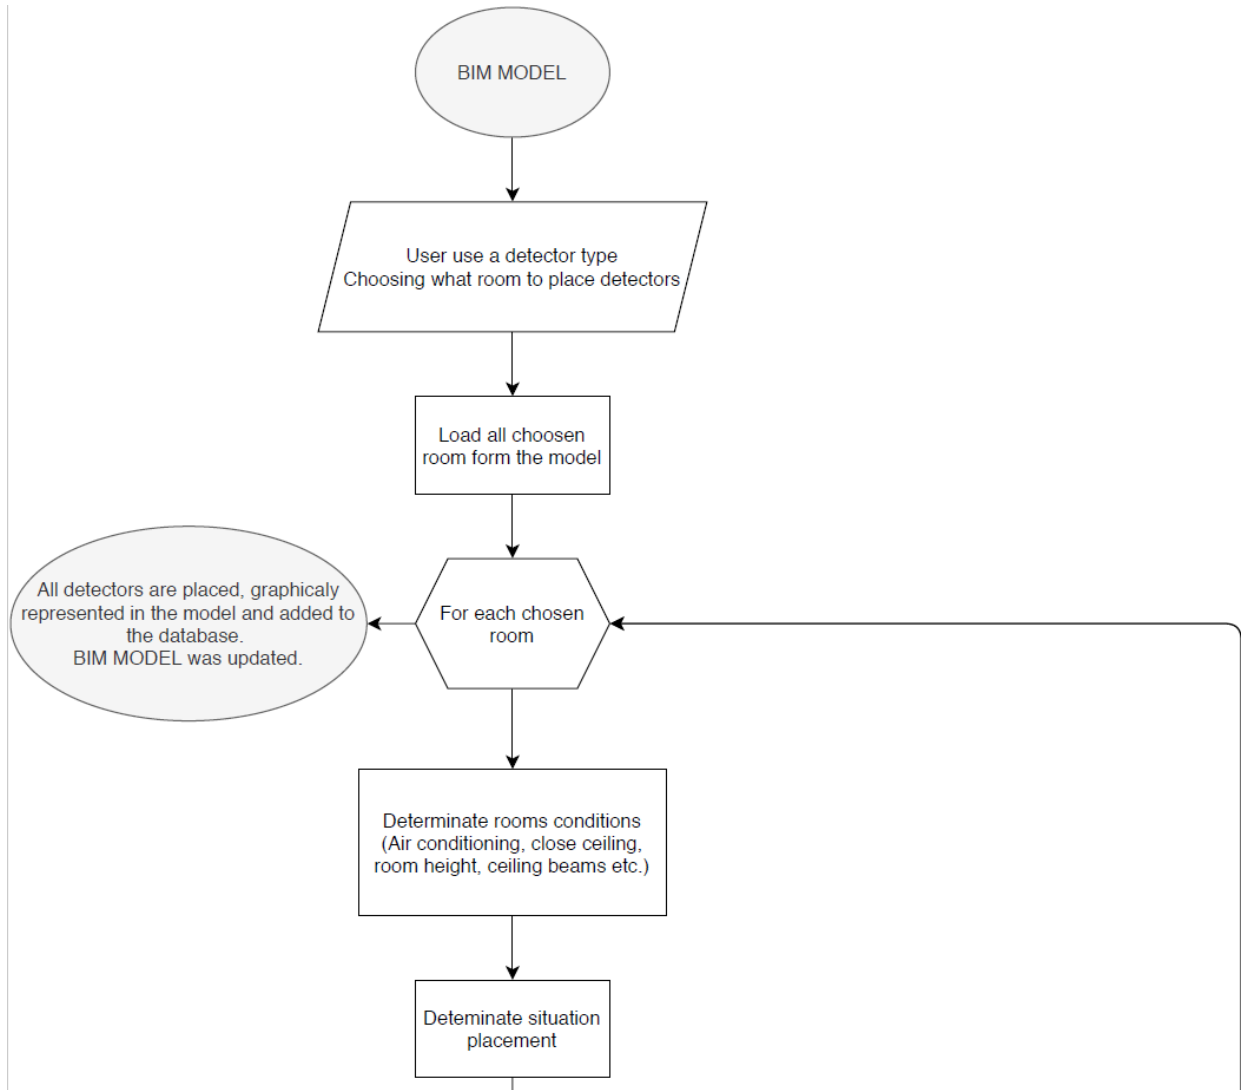 BIM MODEL
User use a detector type
Choosing what room to place detectors
Load all choosen
room form the model
All detectors are placed, graphicaly
represented in the model and added to
the database.
BIM MODEL was updated.
For each chosen
room
Determinate rooms conditions
(Air conditioning, close ceiling,
room height, ceiling beams etc.)
Deteminate situation
placement